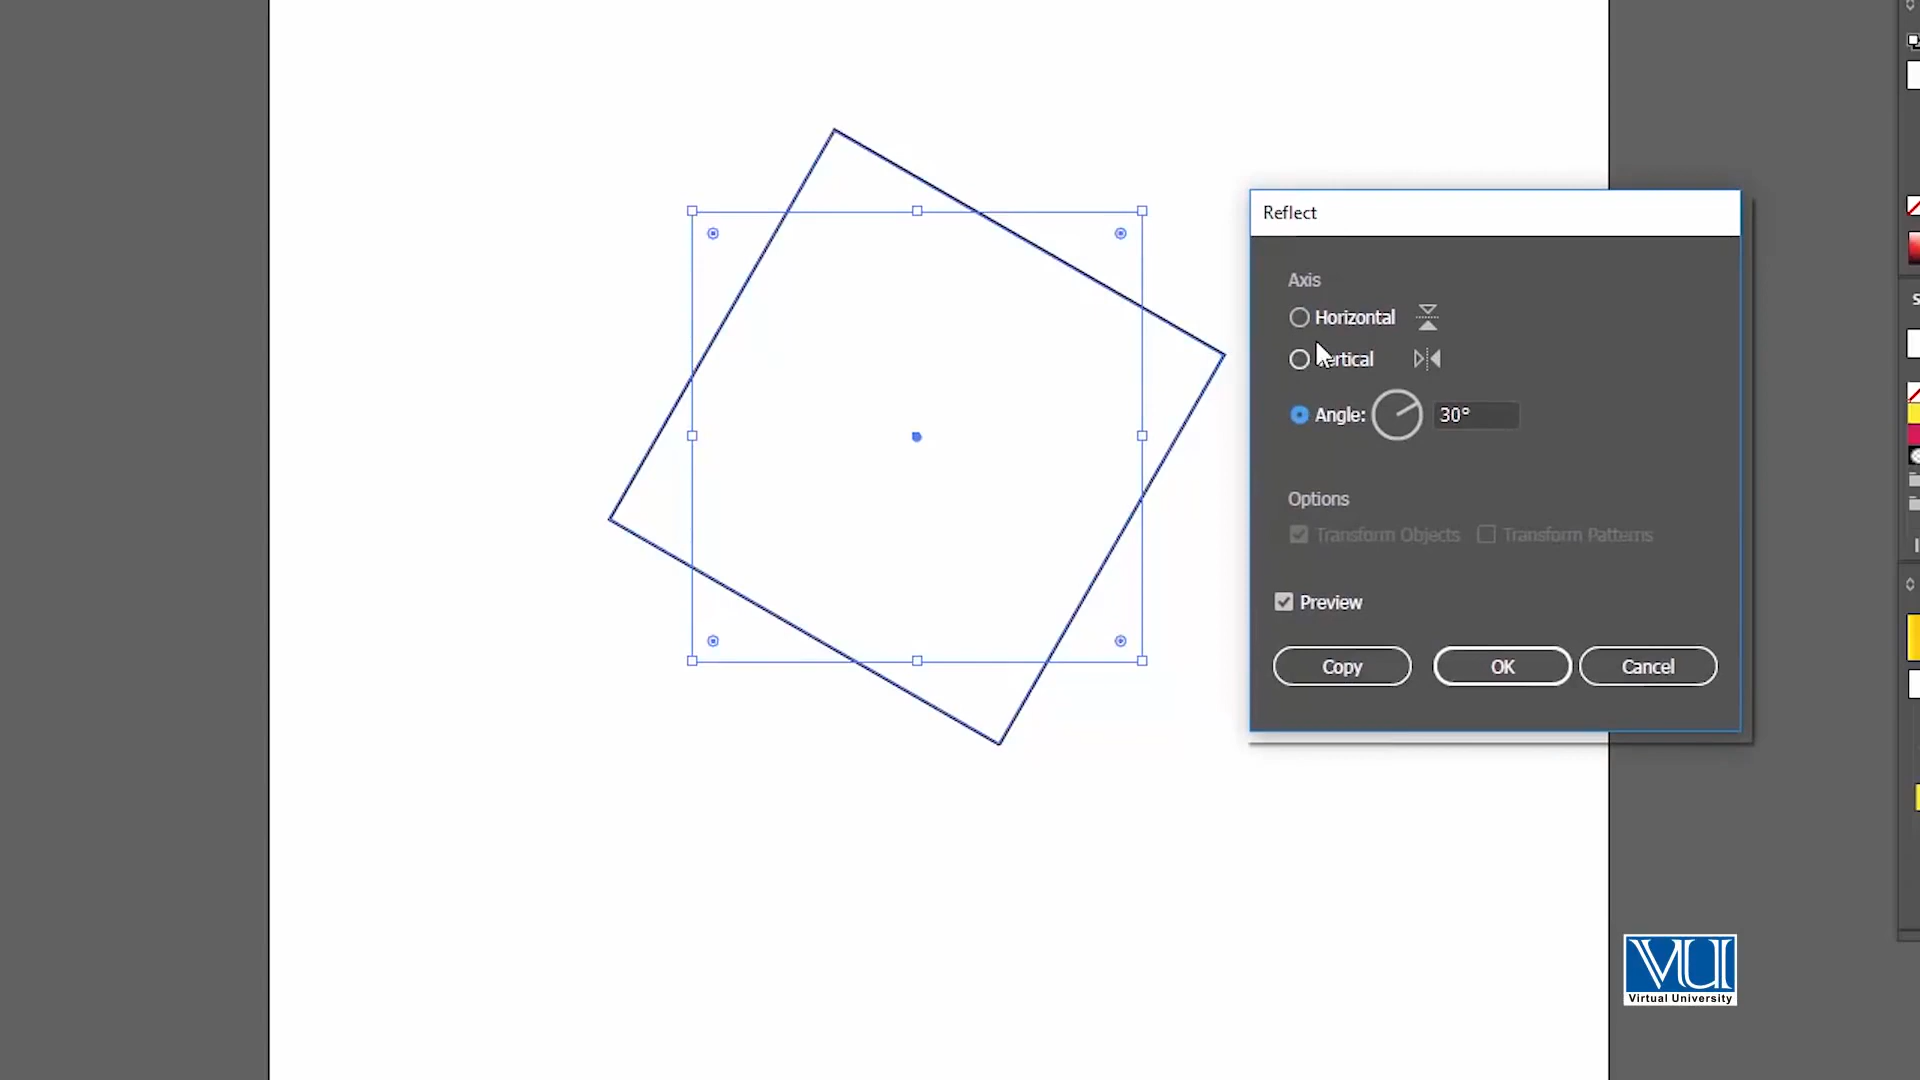 Reflect
Axis
Horizontal
Vertical
Angle: 30°
Options
Transform Objects Transform Patterns
Preview
Copy OK Cancel
VU
Virtual University